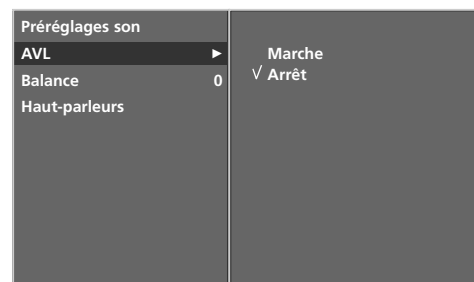 Préréglages son
AVL ►
Balance 0
Haut-parleurs
Marche
√ Arrêt